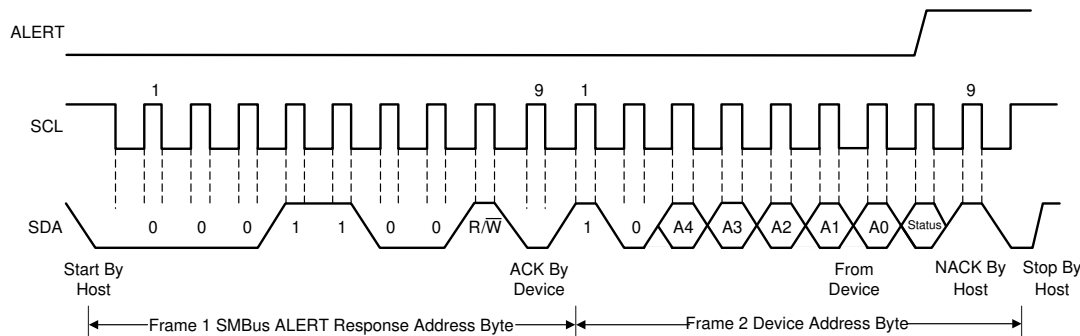 ALERT
1 9 1 9
SCL
SDA
0 0 0 1 1 0 0 R/W̅ 1 0 A4 A3 A2 A1 A0 Status
Start By
Host
ACK By
Device
From
Device
NACK By
Host
Stop By
Host
Frame 1 SMBus ALERT Response Address Byte
Frame 2 Device Address Byte